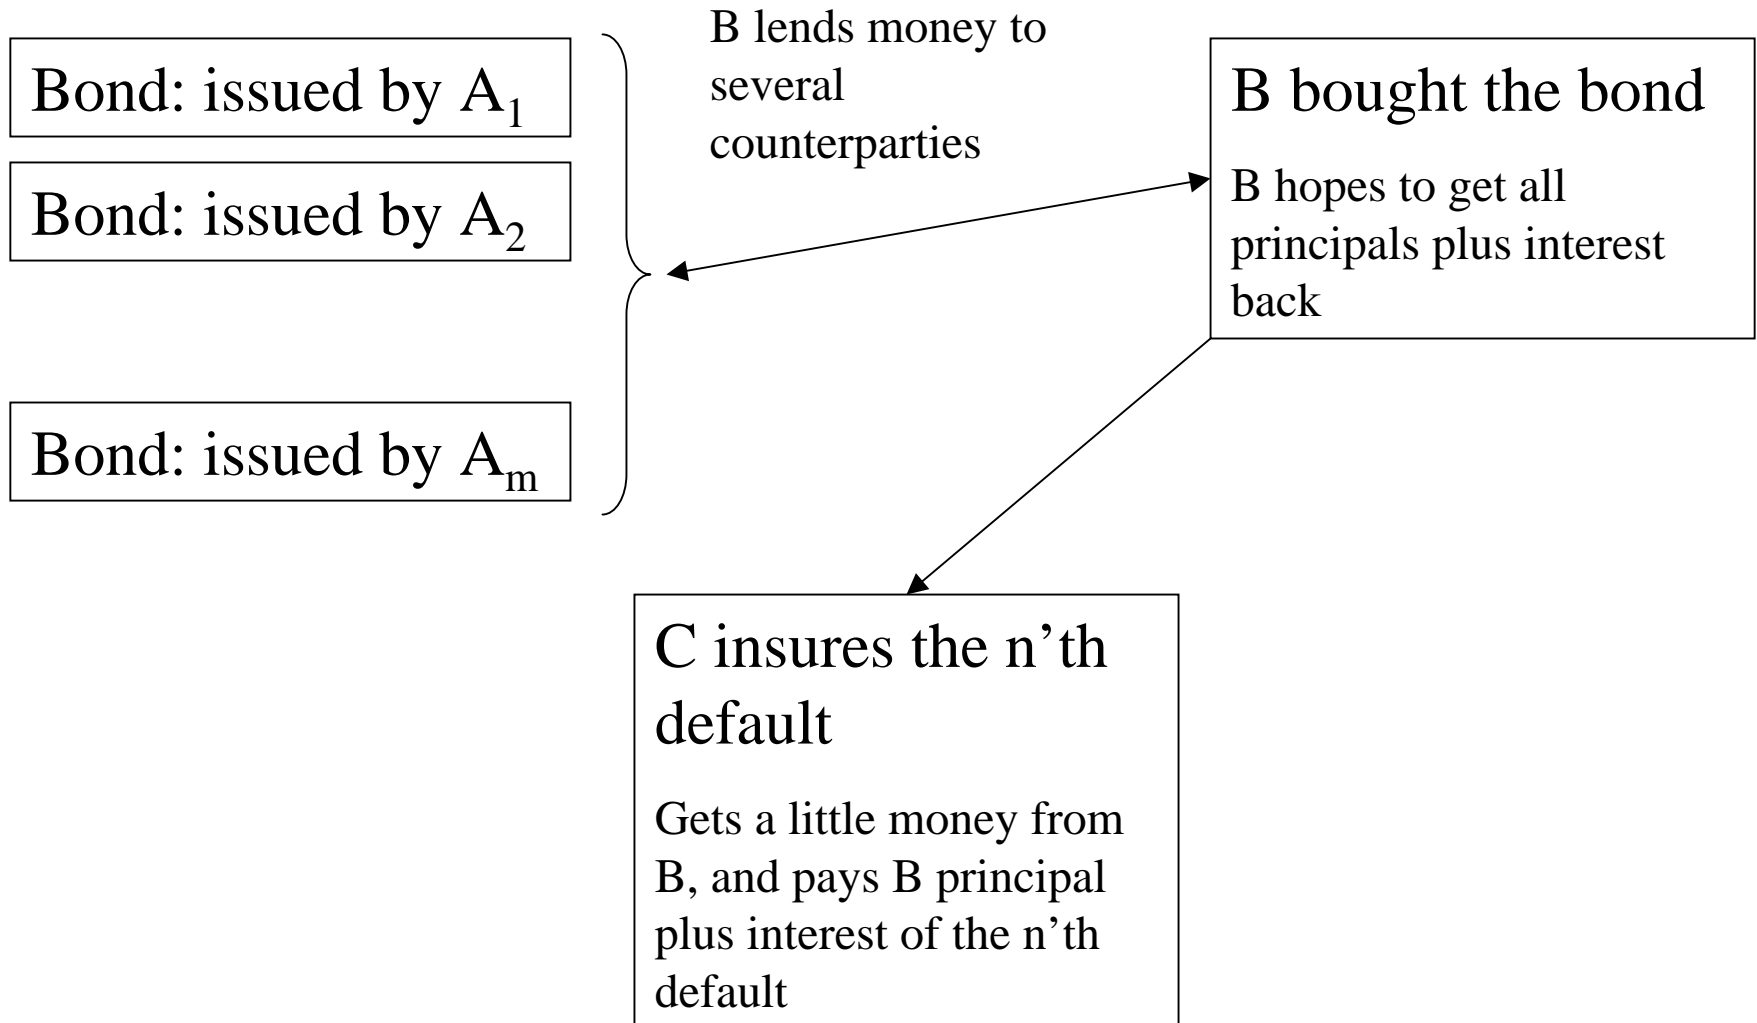 Bond: issued by A₁
Bond: issued by A₂
Bond: issued by Aₘ
B lends money to
several
counterparties
B bought the bond
B hopes to get all
principals plus interest
back
C insures the n’th
default
Gets a little money from
B, and pays B principal
plus interest of the n’th
default